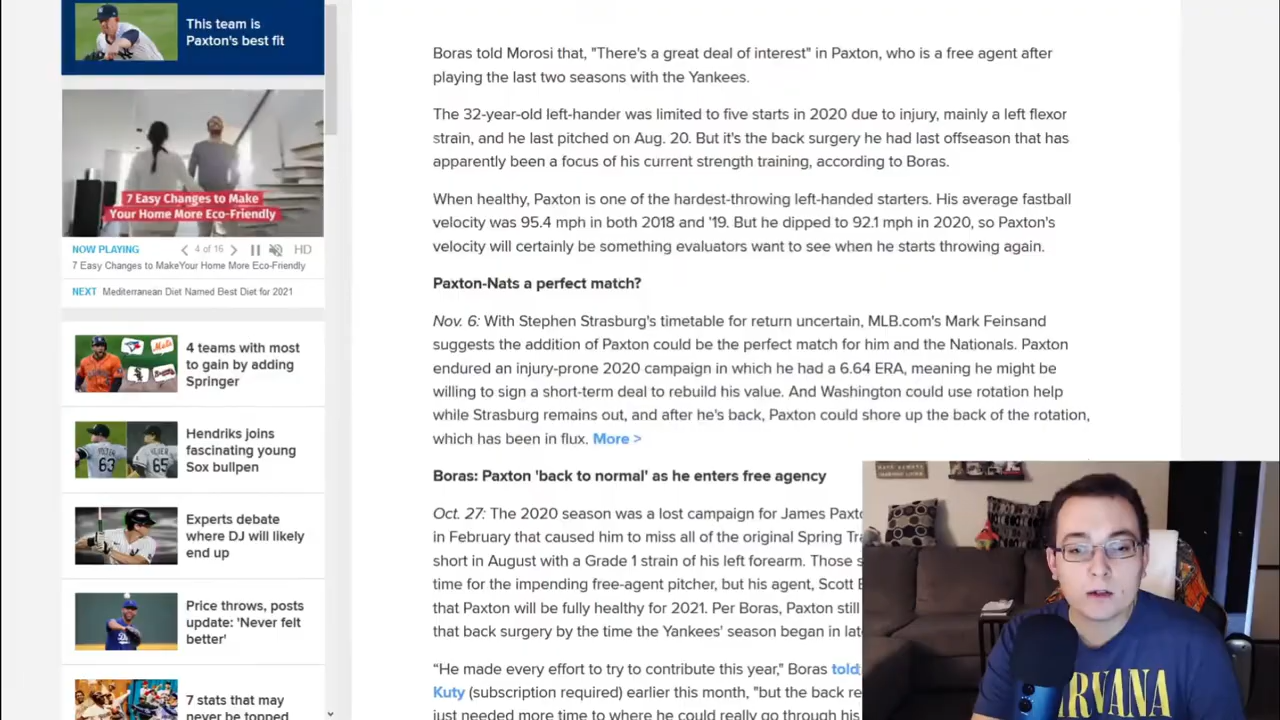 This team is
Paxton's best fit
7 Easy Changes to Make
Your Home More Eco-Friendly
NOW PLAYING
4 of 16
HD
7 Easy Changes to MakeYour Home More Eco-Friendly
NEXT Mediterranean Diet Named Best Diet for 2021
4 teams with most
to gain by adding
Springer
Hendriks joins
fascinating young
Sox bullpen
63
65
Experts debate
where DJ will likely
end up
Price throws, posts
update: 'Never felt
better'
7 stats that may
never be topped
Boras told Morosi that, "There's a great deal of interest" in Paxton, who is a free agent after
playing the last two seasons with the Yankees.
The 32-year-old left-hander was limited to five starts in 2020 due to injury, mainly a left flexor
strain, and he last pitched on Aug. 20. But it's the back surgery he had last offseason that has
apparently been a focus of his current strength training, according to Boras.
When healthy, Paxton is one of the hardest-throwing left-handed starters. His average fastball
velocity was 95.4 mph in both 2018 and '19. But he dipped to 92.1 mph in 2020, so Paxton's
velocity will certainly be something evaluators want to see when he starts throwing again.
Paxton-Nats a perfect match?
Nov. 6: With Stephen Strasburg's timetable for return uncertain, MLB.com's Mark Feinsand
suggests the addition of Paxton could be the perfect match for him and the Nationals. Paxton
endured an injury-prone 2020 campaign in which he had a 6.64 ERA, meaning he might be
willing to sign a short-term deal to rebuild his value. And Washington could use rotation help
while Strasburg remains out, and after he's back, Paxton could shore up the back of the rotation,
which has been in flux. More >
Boras: Paxton 'back to normal' as he enters free agency
Oct. 27: The 2020 season was a lost campaign for James Paxt
in February that caused him to miss all of the original Spring Tra
short in August with a Grade 1 strain of his left forearm. Those s
time for the impending free-agent pitcher, but his agent, Scott
that Paxton will be fully healthy for 2021. Per Boras, Paxton still
that back surgery by the time the Yankees' season began in lat
“He made every effort to try to contribute this year,” Boras told
Kuty (subscription required) earlier this month, "but the back re
just needed more time to where he could really go through his
NIRVANA